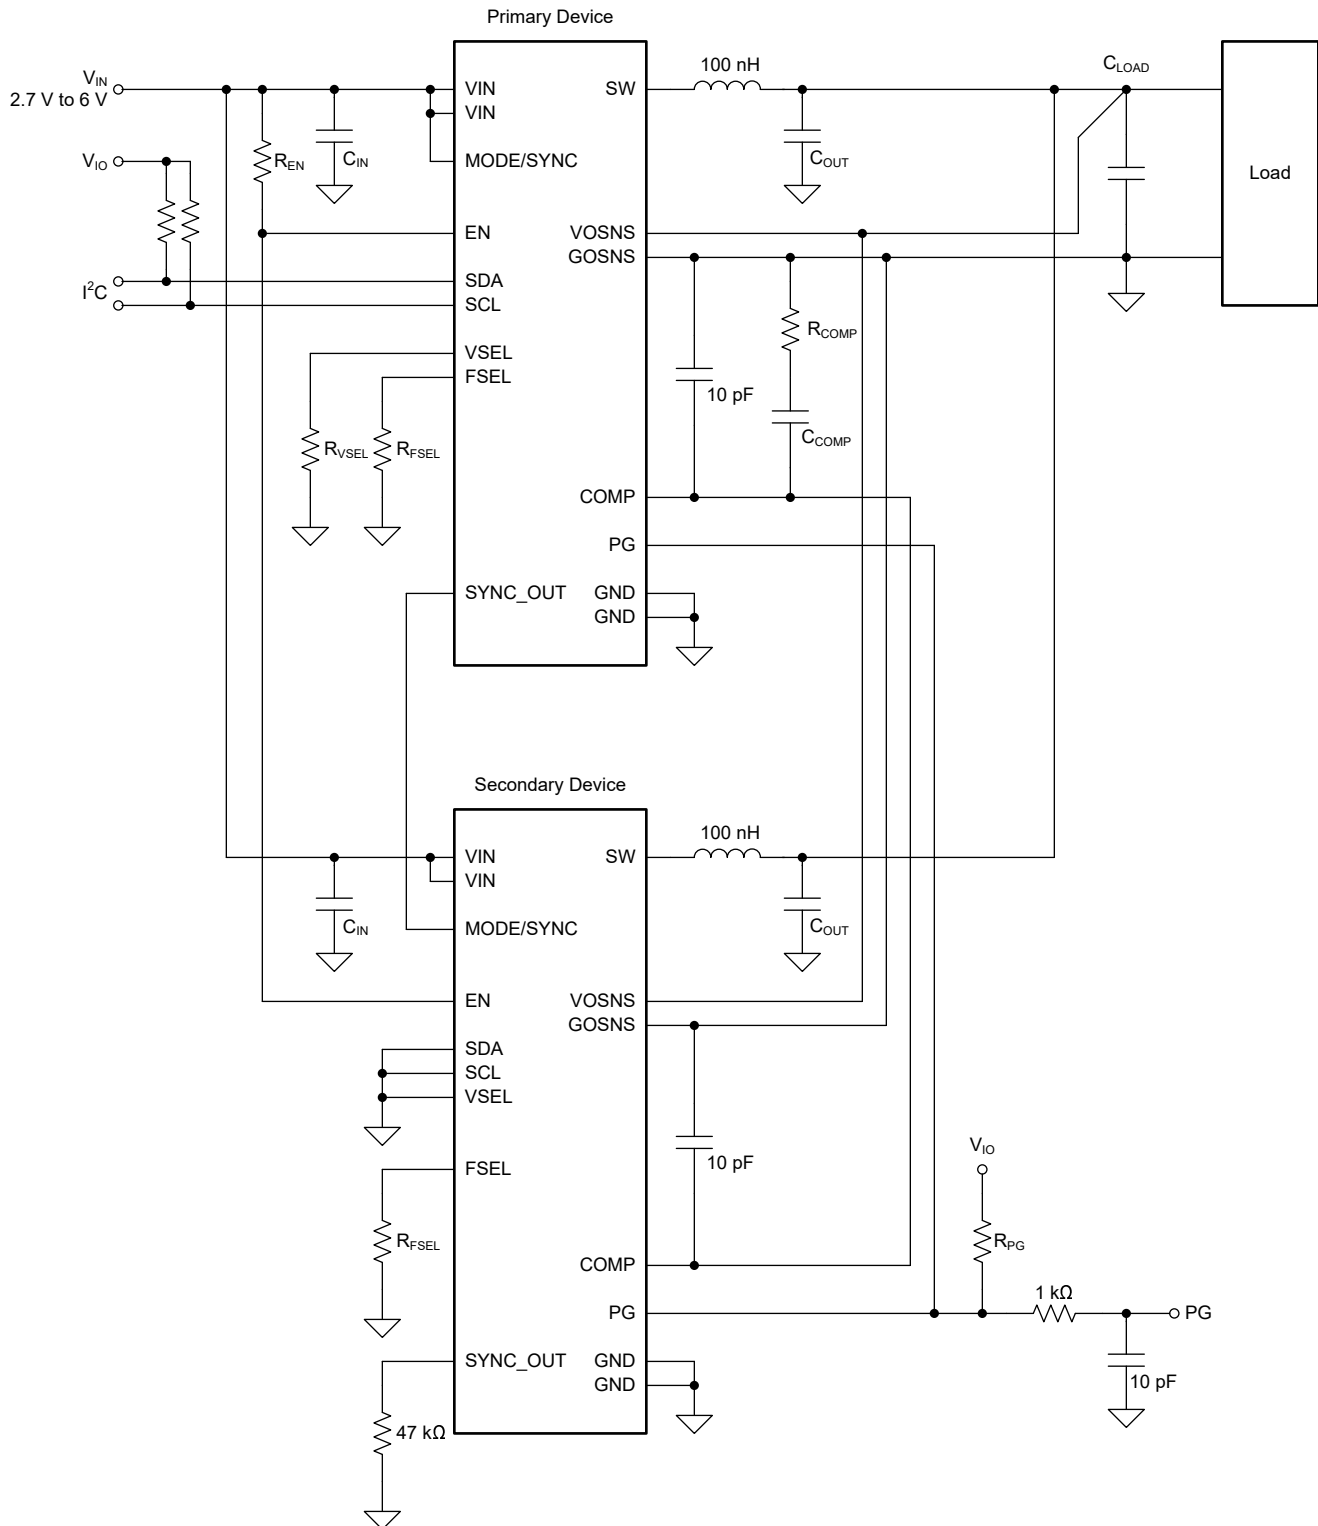 Primary Device
V_IN
2.7 V to 6 V
V_IO
I²C
R_EN
C_IN
VIN
VIN
MODE/SYNC
EN
SDA
SCL
VSEL
FSEL
R_VSEL
R_FSEL
SYNC_OUT
SW
VOSNS
GOSNS
COMP
PG
GND
GND
100 nH
C_OUT
C_LOAD
Load
R_COMP
10 pF
C_COMP
Secondary Device
VIN
VIN
C_IN
MODE/SYNC
EN
SDA
SCL
VSEL
FSEL
R_FSEL
SYNC_OUT
47 kΩ
SW
VOSNS
GOSNS
COMP
PG
GND
GND
100 nH
C_OUT
10 pF
V_IO
R_PG
1 kΩ
PG
10 pF